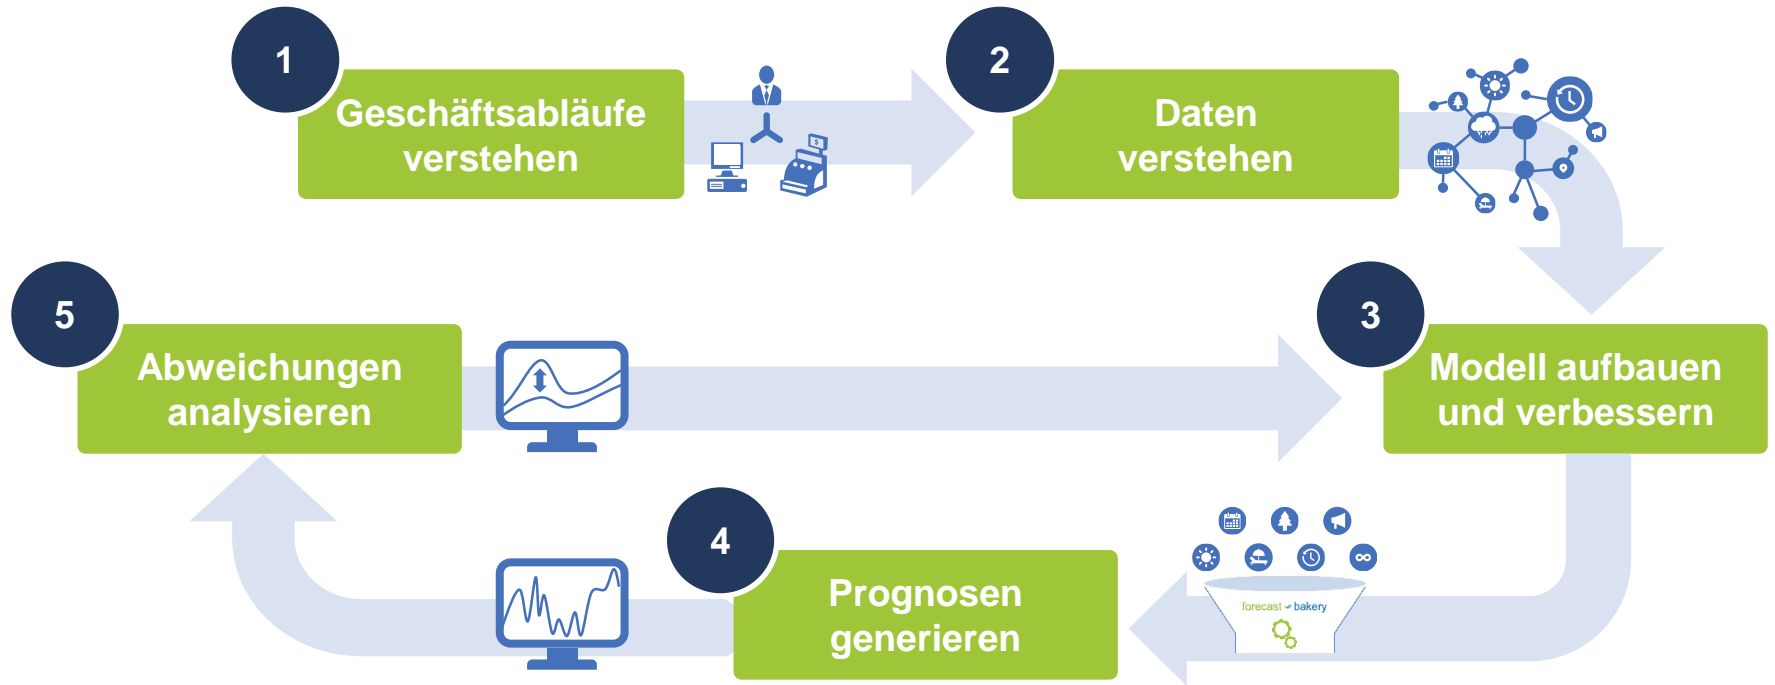 1
Geschäftsabläufe
verstehen
$
2
Daten
verstehen
3
Modell aufbauen
und verbessern
forecast bakery
4
Prognosen
generieren
5
Abweichungen
analysieren